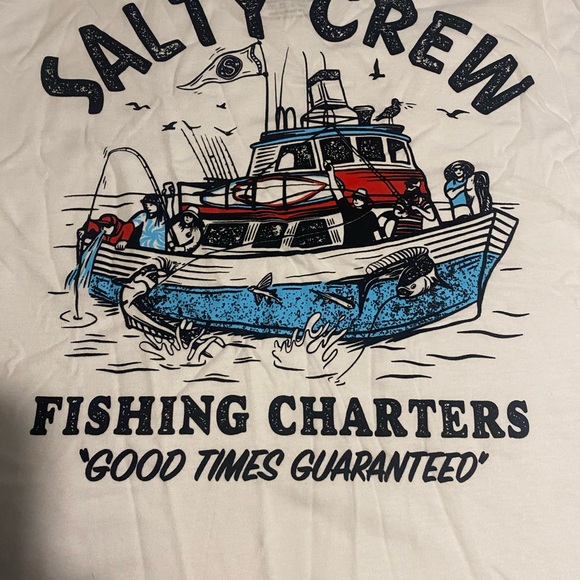 SALTY CREW
S
FISHING CHARTERS
"GOOD TIMES GUARANTEED"